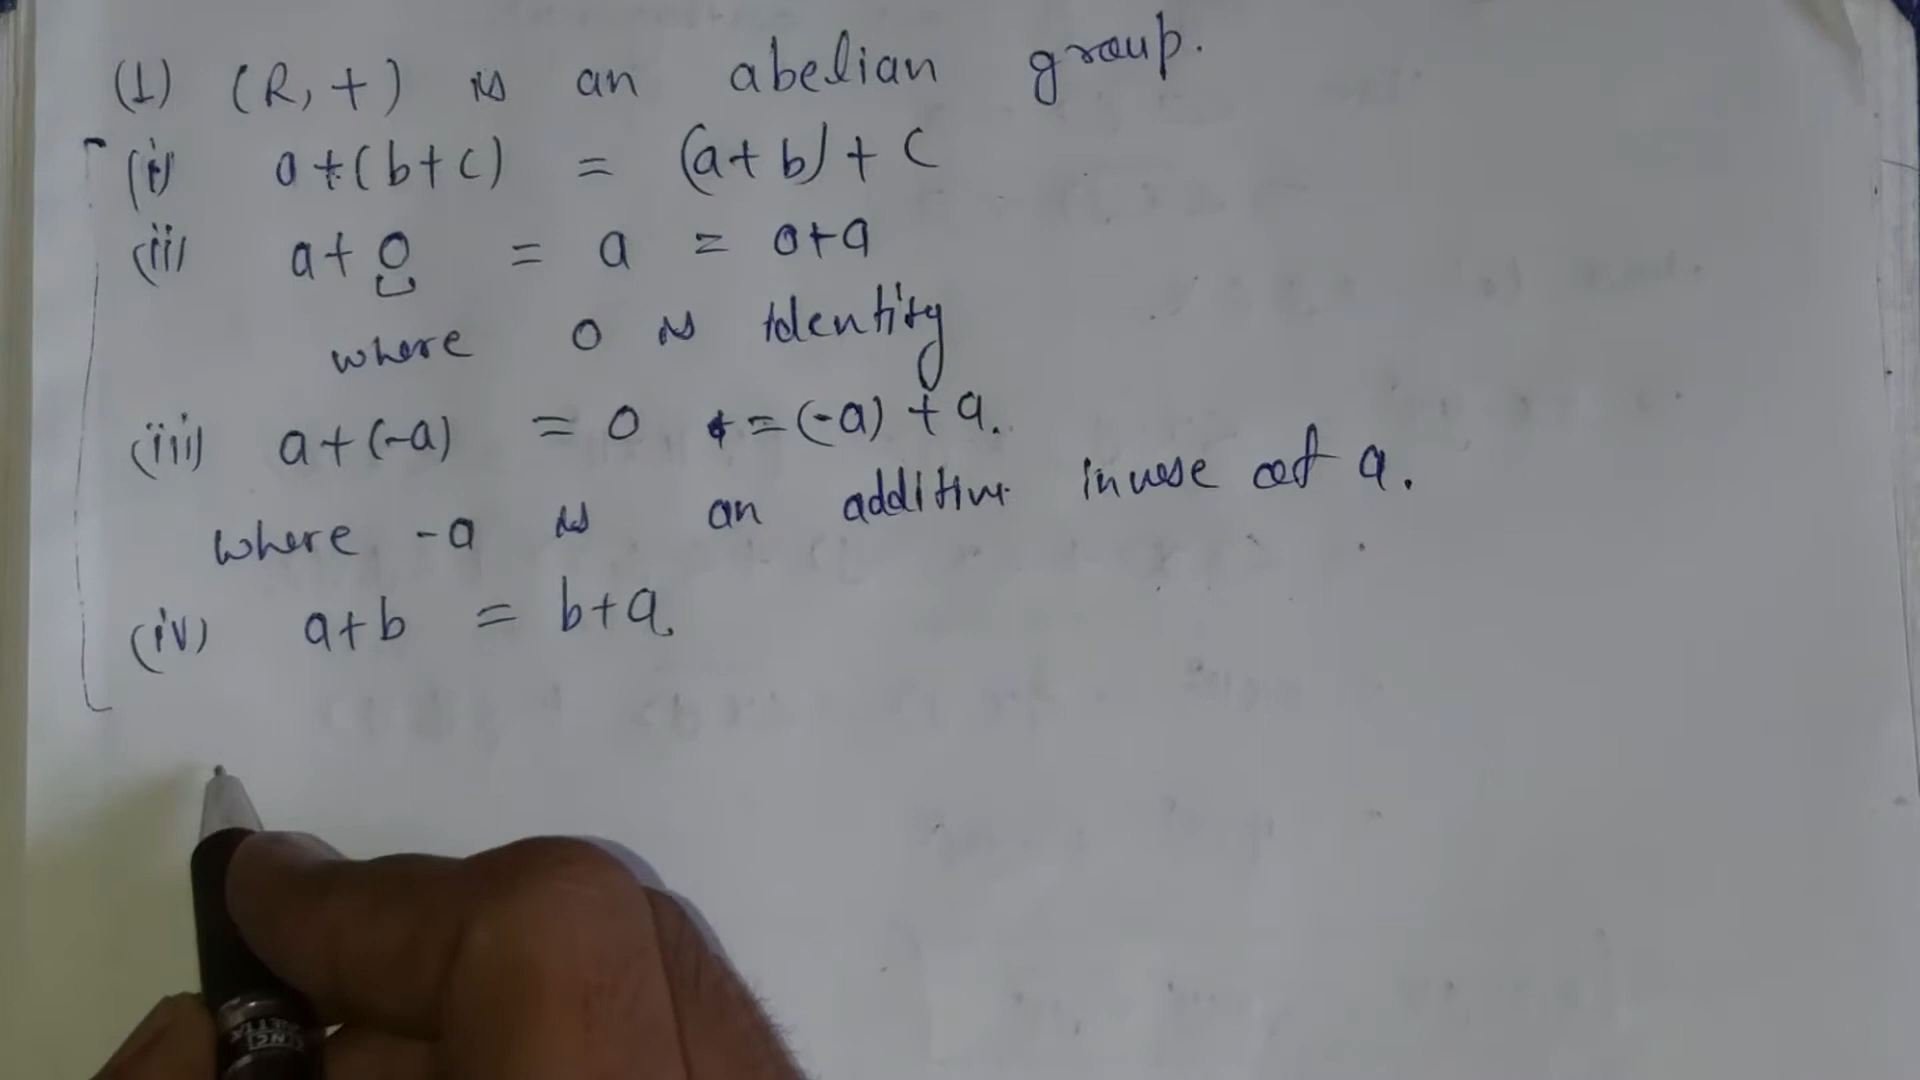 (1) (R, +) is an abelian group.
(i) a+(b+c) = (a+b)+c
(ii) a+0 = a = 0+a
where 0 is identity
(iii) a+(-a) = 0 = (-a)+a.
where -a is an additive invese of a.
(iv) a+b = b+a.